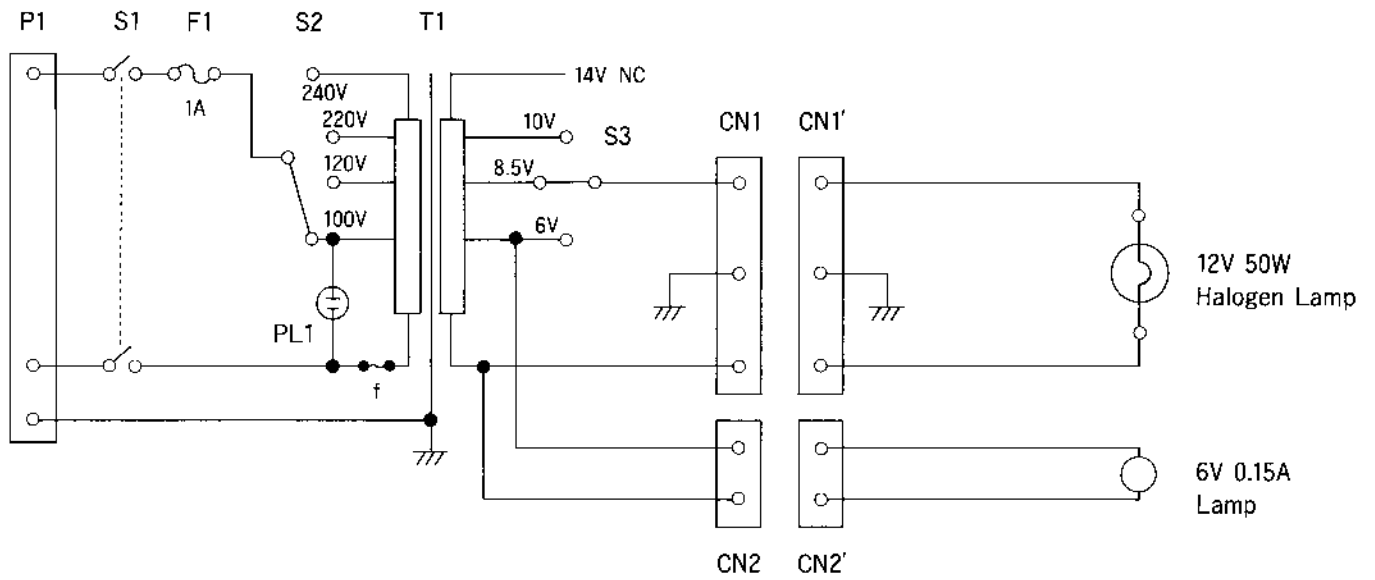 P1 S1 F1 S2 T1
14V NC
1A
240V
220V
10V
S3
CN1
CN1′
120V
8.5V
100V
6V
12V 50W
Halogen Lamp
PL1
f
6V 0.15A
Lamp
CN2
CN2′